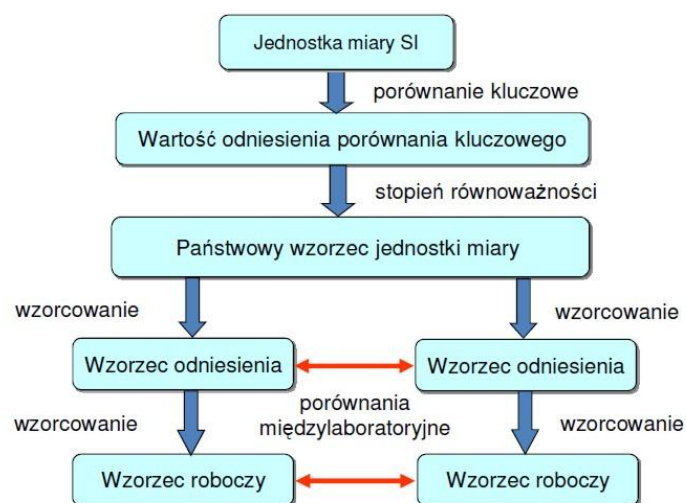 Jednostka miary SI
porównanie kluczowe
Wartość odniesienia porównania kluczowego
stopień równoważności
Państwowy wzorzec jednostki miary
wzorcowanie
wzorcowanie
Wzorzec odniesienia
Wzorzec odniesienia
wzorcowanie
porównania
międzylaboratoryjne
wzorcowanie
Wzorzec roboczy
Wzorzec roboczy